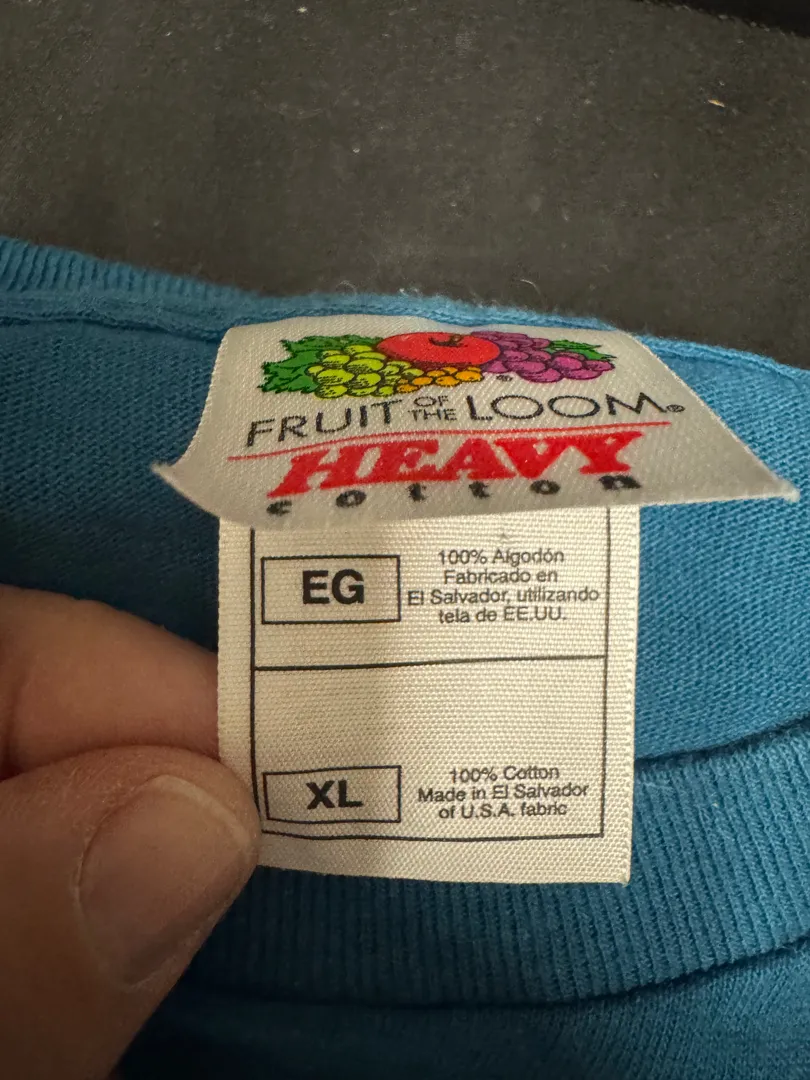 FRUIT OF THE LOOM®
HEAVY
cotton
EG
100% Algodón
Fabricado en
El Salvador, utilizando
tela de EE.UU.
XL
100% Cotton
Made in El Salvador
of U.S.A. fabric